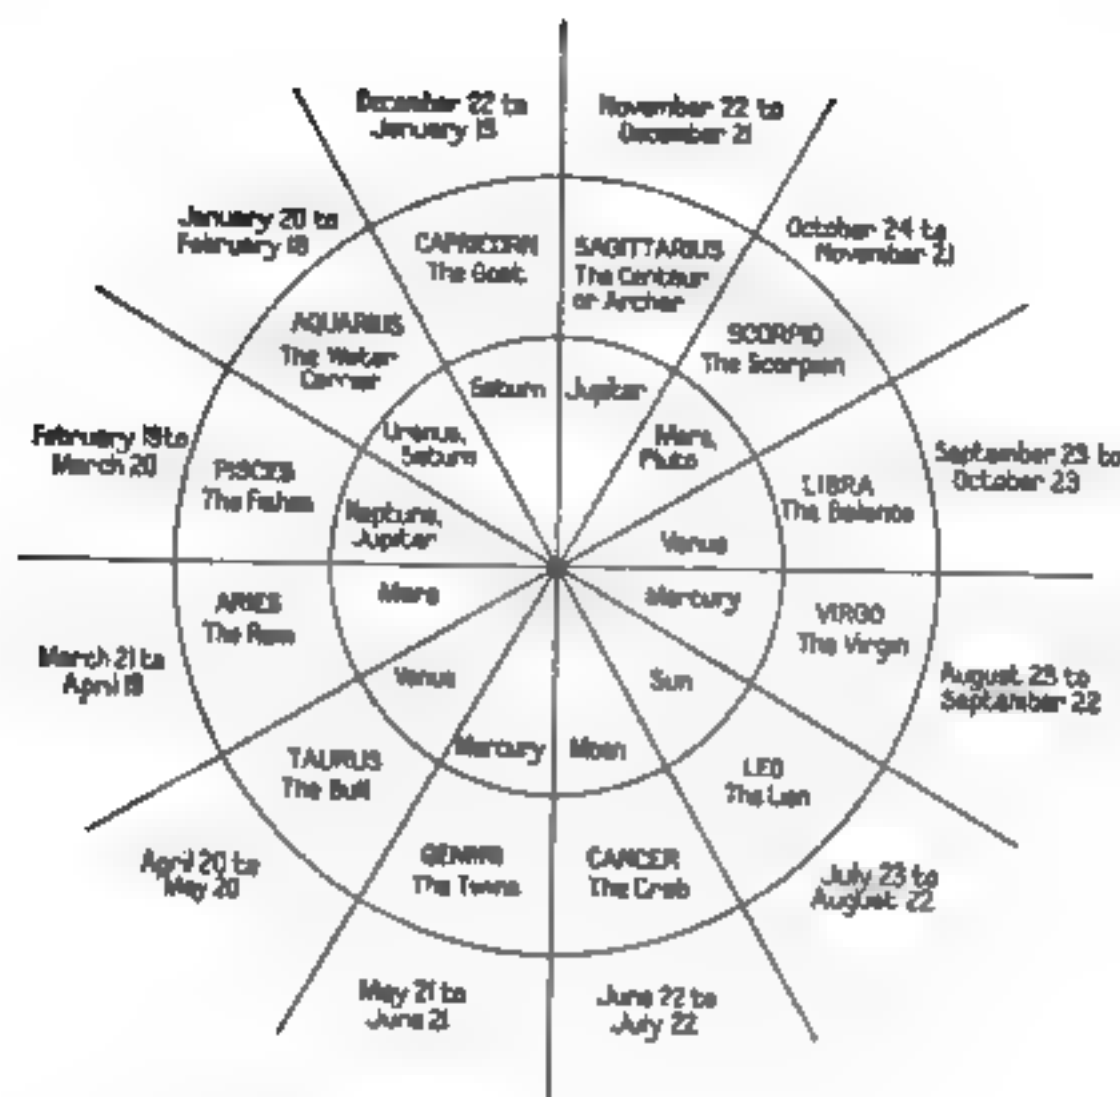 December 22 to
January 19
November 22 to
December 21
January 20 to
February 18
October 24 to
November 21
CAPRICORN
The Goat
SAGITTARIUS
The Centaur
or Archer
AQUARIUS
The Water
Carrier
SCORPIO
The Scorpion
Saturn
Jupiter
Uranus,
Saturn
Mars,
Pluto
February 19 to
March 20
September 23 to
October 23
PISCES
The Fishes
LIBRA
The Balance
Neptune,
Jupiter
Venus
Mars
Mercury
ARIES
The Ram
VIRGO
The Virgin
March 21 to
April 19
August 23 to
September 22
Venus
Sun
Mercury
Moon
TAURUS
The Bull
LEO
The Lion
GEMINI
The Twins
CANCER
The Crab
April 20 to
May 20
July 23 to
August 22
May 21 to
June 21
June 22 to
July 22